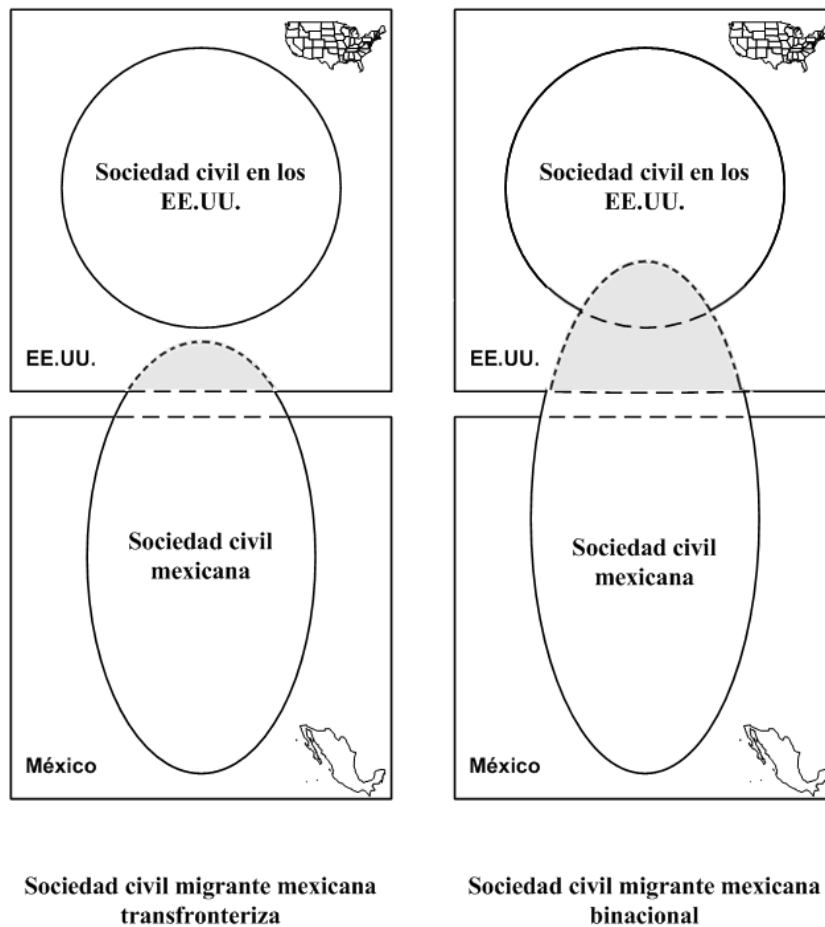 Sociedad civil en los
EE.UU.
EE.UU.
Sociedad civil
mexicana
México
Sociedad civil migrante mexicana
transfronteriza
Sociedad civil en los
EE.UU.
EE.UU.
Sociedad civil
mexicana
México
Sociedad civil migrante mexicana
binacional